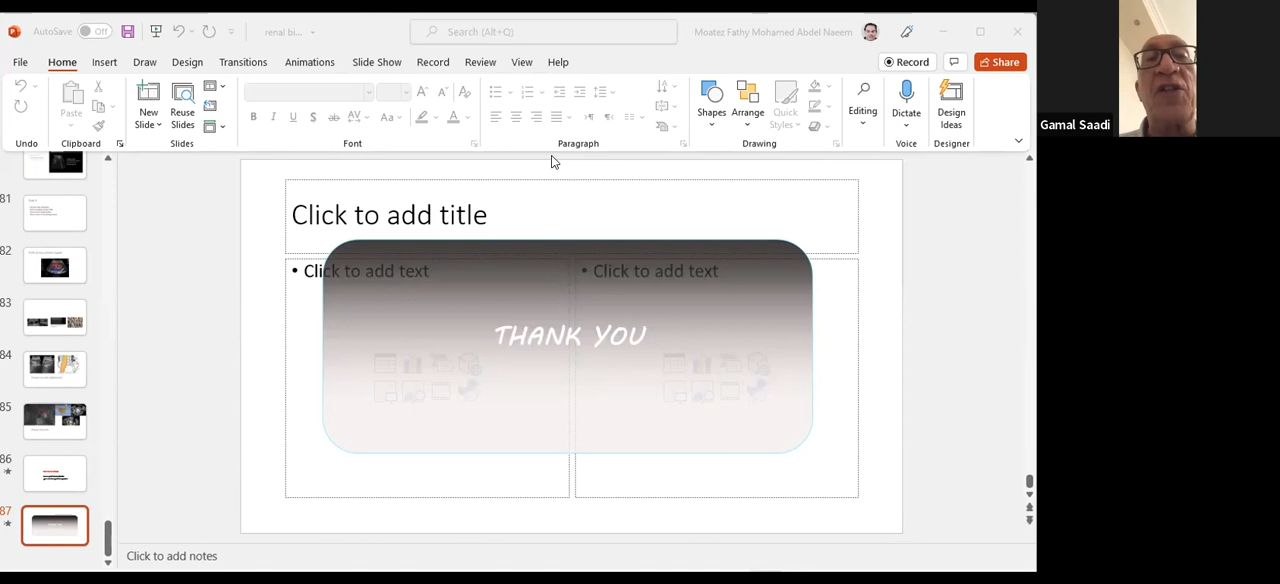 AutoSave Off
renal bi...
Search (Alt+Q)
Moatez Fathy Mohamed Abdel Naeem
File Home Insert Draw Design Transitions Animations Slide Show Record Review View Help
Record Share
Paste
New Slide
Reuse Slides
Shapes
Arrange
Quick Styles
Editing
Dictate
Design Ideas
Undo Clipboard Slides Font Paragraph Drawing Voice Designer
Gamal Saadi
81
82
83
84
85
86
87
Click to add title
• Click to add text
• Click to add text
THANK YOU
Click to add notes